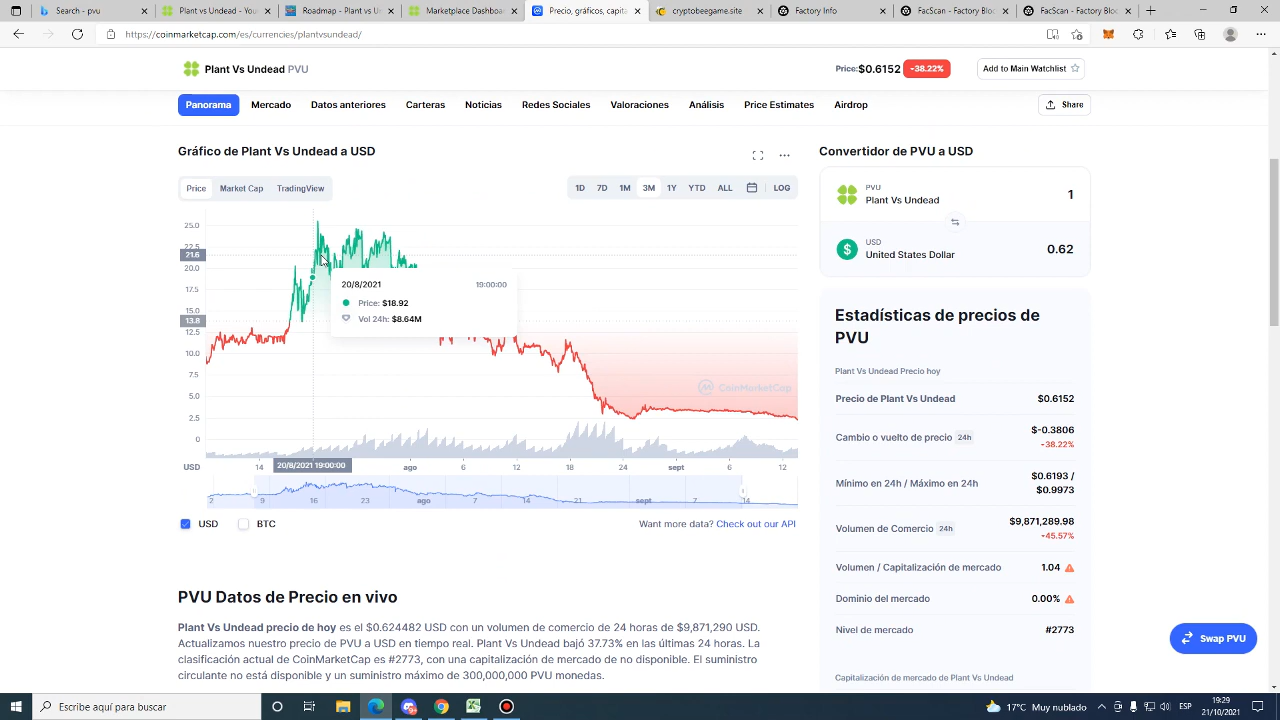 Bing - Search - pvu
Plant vs Undead - Your
Roadmap - Plant vs Un
Marketplace Dashboard
Precio, gráficos, capita
cryptobeegame.site
Factory Info
FaScan - Factory Block
FaScan - Factory Block
https://coinmarketcap.com/es/currencies/plantvsundead/
Plant Vs Undead PVU
Price:$0.6152 -38.22%
Add to Main Watchlist
Panorama Mercado Datos anteriores Carteras Noticias Redes Sociales Valoraciones Análisis Price Estimates Airdrop
Share
Gráfico de Plant Vs Undead a USD
Price Market Cap TradingView
1D 7D 1M 3M 1Y YTD ALL LOG
25.0
22.5
21.6
20.0
17.5
15.0
13.8
12.5
10.0
7.5
5.0
2.5
0
20/8/2021 19:00:00
Price: $18.92
Vol 24h: $8.64M
CoinMarketCap
USD 14 20/8/2021 19:00:00 ago 6 12 18 24 sept 6 12
2 9 16 23 ago 7 14 21 sept 7 14
USD BTC
Want more data? Check out our API
PVU Datos de Precio en vivo
Plant Vs Undead precio de hoy es el $0.624482 USD con un volumen de comercio de 24 horas de $9,871,290 USD.
Actualizamos nuestro precio de PVU a USD en tiempo real. Plant Vs Undead bajó 37.73% en las últimas 24 horas. La
clasificación actual de CoinMarketCap es #2773, con una capitalización de mercado de no disponible. El suministro
circulante no está disponible y un suministro máximo de 300,000,000 PVU monedas.
Convertidor de PVU a USD
PVU
Plant Vs Undead
1
USD
United States Dollar
0.62
Estadísticas de precios de
PVU
Plant Vs Undead Precio hoy
Precio de Plant Vs Undead $0.6152
Cambio o vuelto de precio 24h
$-0.3806
-38.22%
Mínimo en 24h / Máximo en 24h
$0.6193 /
$0.9973
Volumen de Comercio 24h
$9,871,289.98
-45.57%
Volumen / Capitalización de mercado 1.04
Dominio del mercado 0.00%
Nivel de mercado #2773
Capitalización de mercado de Plant Vs Undead
Swap PVU
Escribe aquí para buscar
17°C Muy nublado
ESP
19:29
21/10/2021